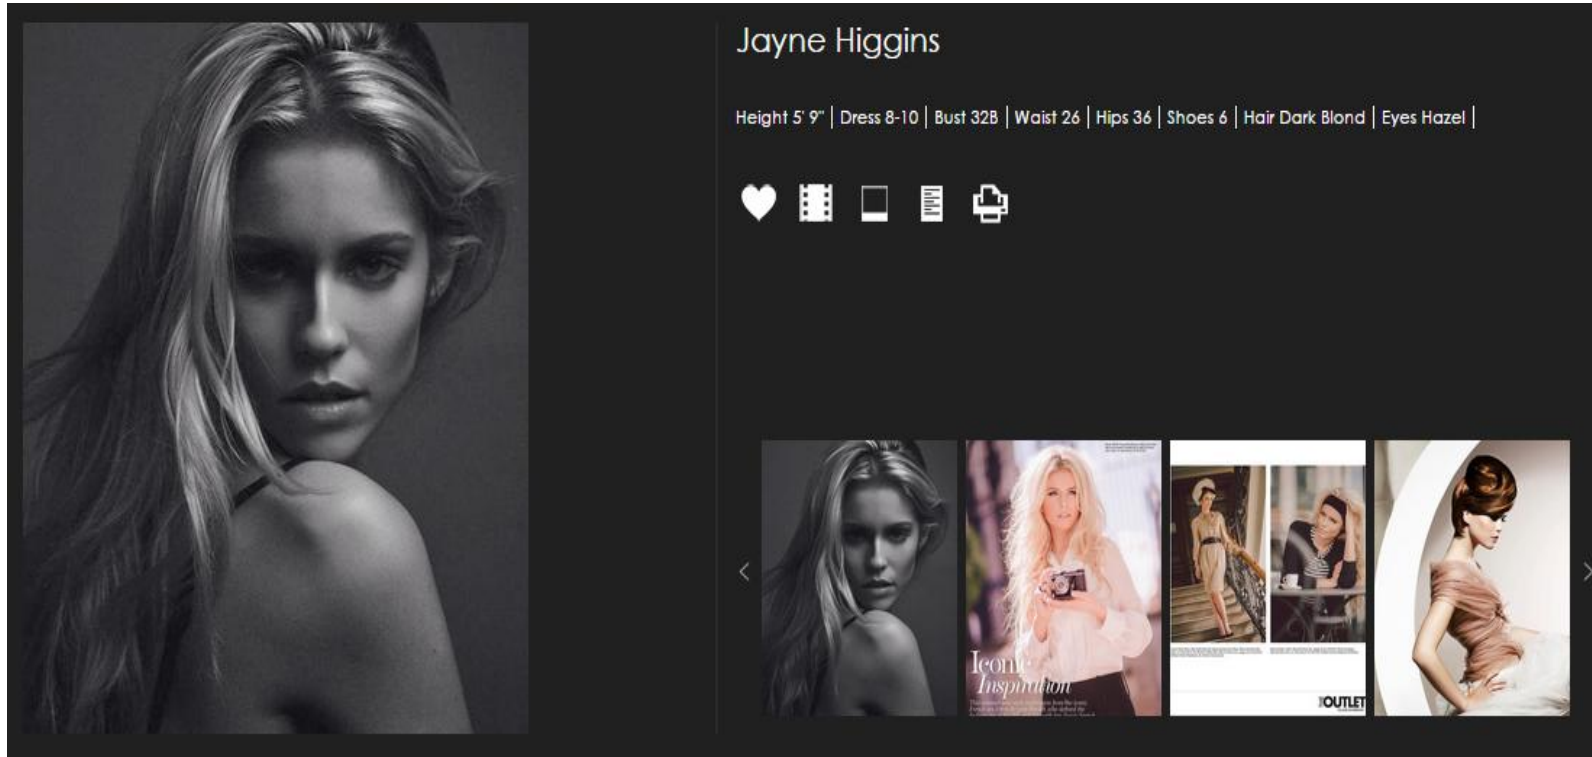 Jayne Higgins
Height 5' 9" | Dress 8-10 | Bust 32B | Waist 26 | Hips 36 | Shoes 6 | Hair Dark Blond | Eyes Hazel |
Iconic
Inspiration
OUTLET